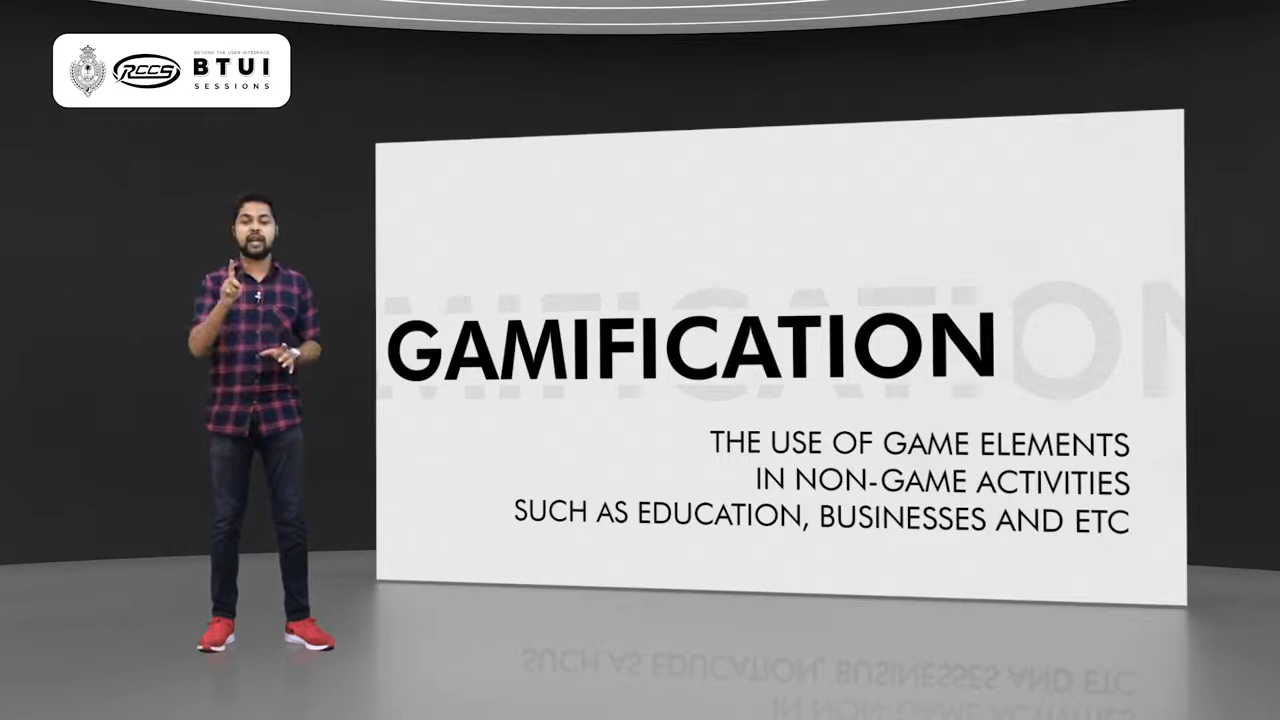 RCCS
BEYOND THE USER INTERFACE
BTUI
SESSIONS
GAMIFICATION
THE USE OF GAME ELEMENTS
IN NON-GAME ACTIVITIES
SUCH AS EDUCATION, BUSINESSES AND ETC